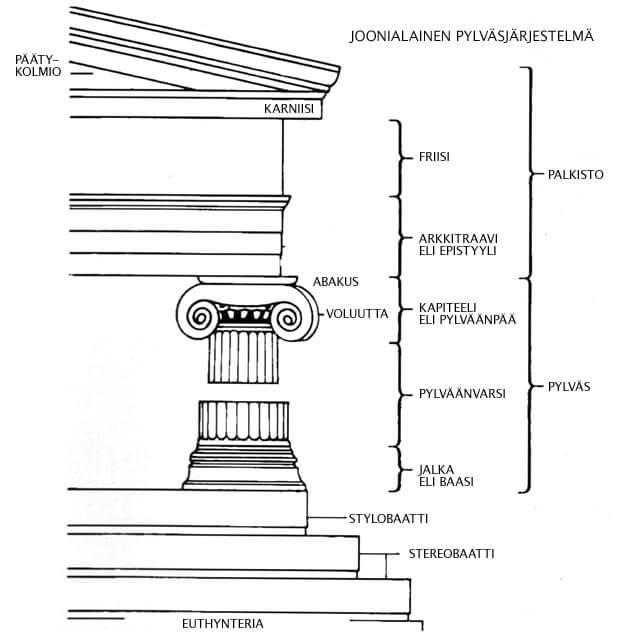 JOONIALAINEN PYLVÄSJÄRJESTELMÄ
PÄÄTY-
KOLMIO
KARNIISI
FRIISI
PALKISTO
ARKKITRAAVI
ELI EPISTYYLI
ABAKUS
VOLUUTTA
KAPITEELI
ELI PYLVÄÄNPÄÄ
PYLVÄÄNVARSI
PYLVÄS
JALKA
ELI BAASI
STYLOBAATTI
STEREOBAATTI
EUTHYNTERIA